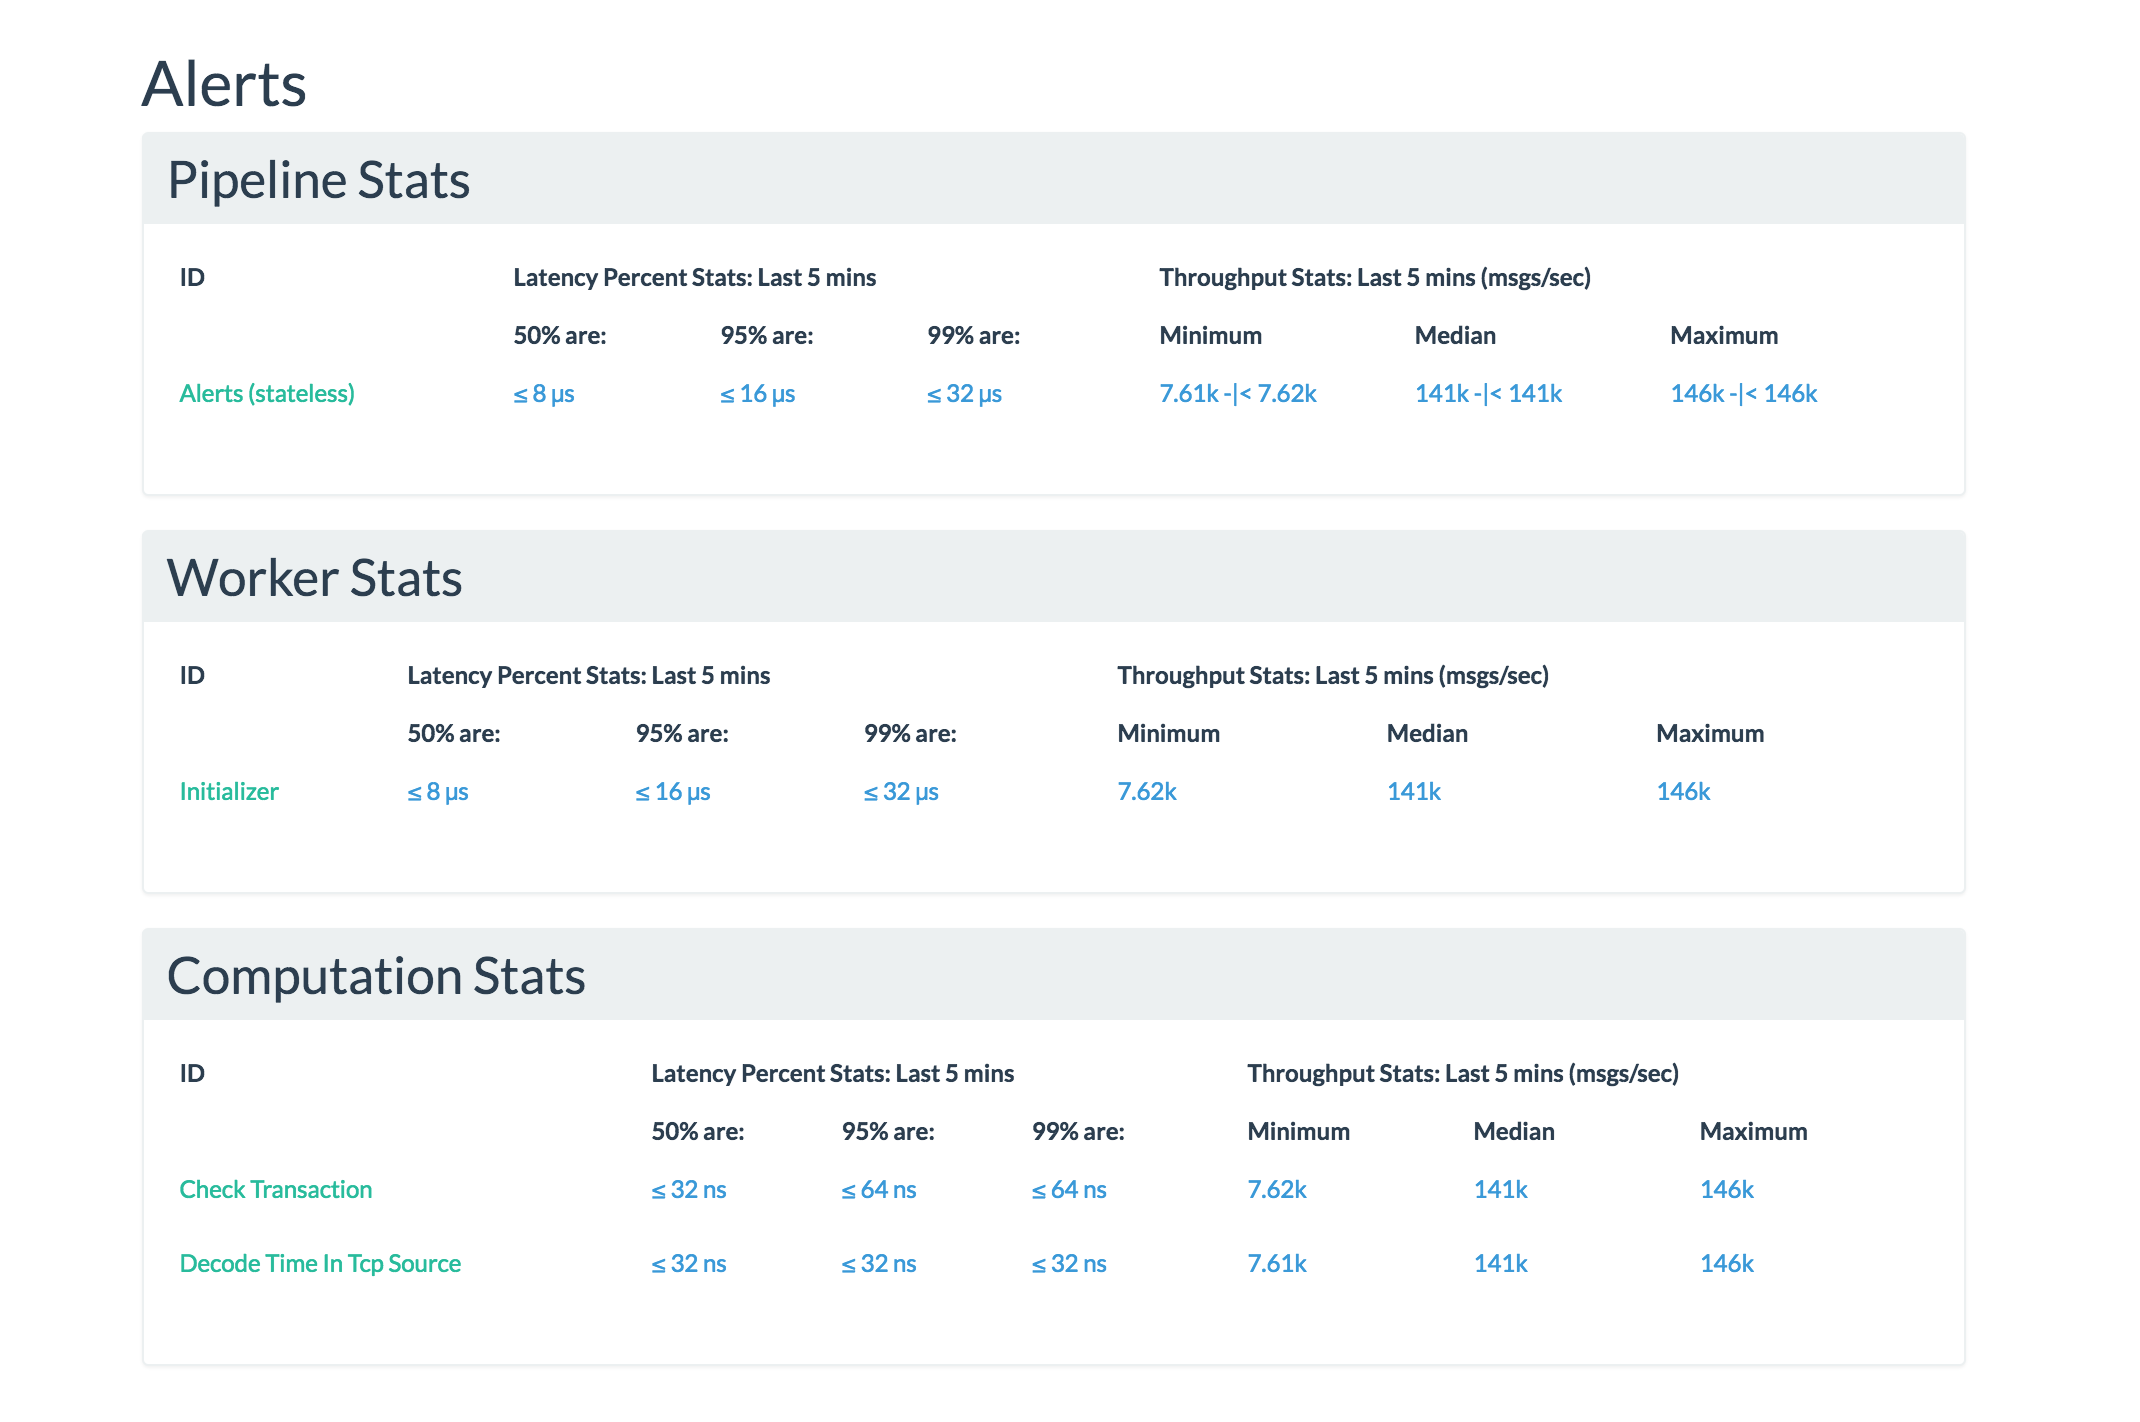 Alerts
Pipeline Stats
ID Latency Percent Stats: Last 5 mins Throughput Stats: Last 5 mins (msgs/sec)
50% are: 95% are: 99% are: Minimum Median Maximum
Alerts (stateless) ≤ 8 μs ≤ 16 μs ≤ 32 μs 7.61k -|< 7.62k 141k -|< 141k 146k -|< 146k
Worker Stats
ID Latency Percent Stats: Last 5 mins Throughput Stats: Last 5 mins (msgs/sec)
50% are: 95% are: 99% are: Minimum Median Maximum
Initializer ≤ 8 μs ≤ 16 μs ≤ 32 μs 7.62k 141k 146k
Computation Stats
ID Latency Percent Stats: Last 5 mins Throughput Stats: Last 5 mins (msgs/sec)
50% are: 95% are: 99% are: Minimum Median Maximum
Check Transaction ≤ 32 ns ≤ 64 ns ≤ 64 ns 7.62k 141k 146k
Decode Time In Tcp Source ≤ 32 ns ≤ 32 ns ≤ 32 ns 7.61k 141k 146k